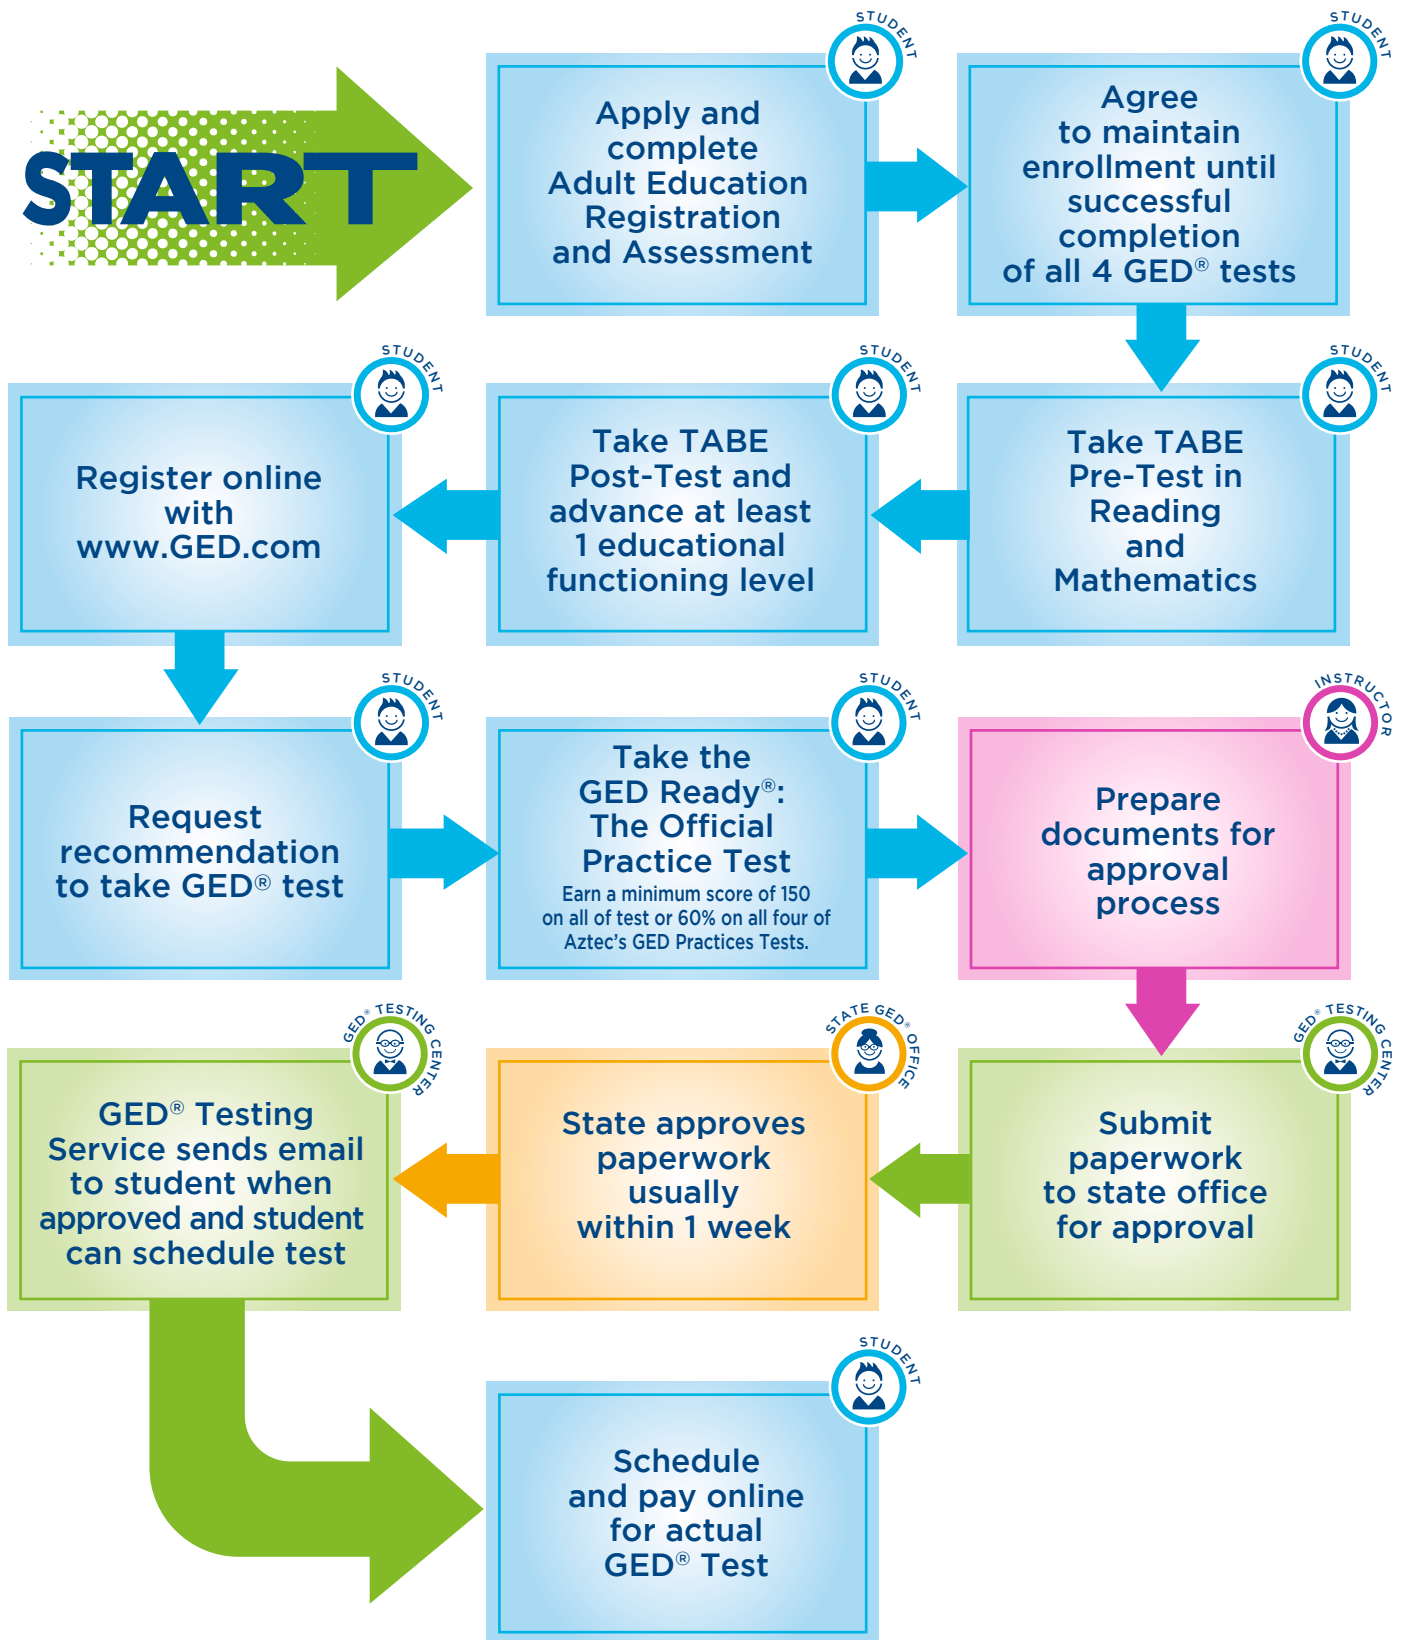 START
STUDENT
Apply and
complete
Adult Education
Registration
and Assessment
STUDENT
Agree
to maintain
enrollment until
successful
completion
of all 4 GED® tests
STUDENT
Take TABE
Pre-Test in
Reading
and
Mathematics
STUDENT
Take TABE
Post-Test and
advance at least
1 educational
functioning level
STUDENT
Register online
with
www.GED.com
STUDENT
Request
recommendation
to take GED® test
STUDENT
Take the
GED Ready®:
The Official
Practice Test
Earn a minimum score of 150
on all of test or 60% on all four of
Aztec’s GED Practices Tests.
INSTRUCTOR
Prepare
documents for
approval
process
GED® TESTING CENTER
Submit
paperwork
to state office
for approval
STATE GED® OFFICE
State approves
paperwork
usually
within 1 week
GED® TESTING CENTER
GED® Testing
Service sends email
to student when
approved and student
can schedule test
STUDENT
Schedule
and pay online
for actual
GED® Test